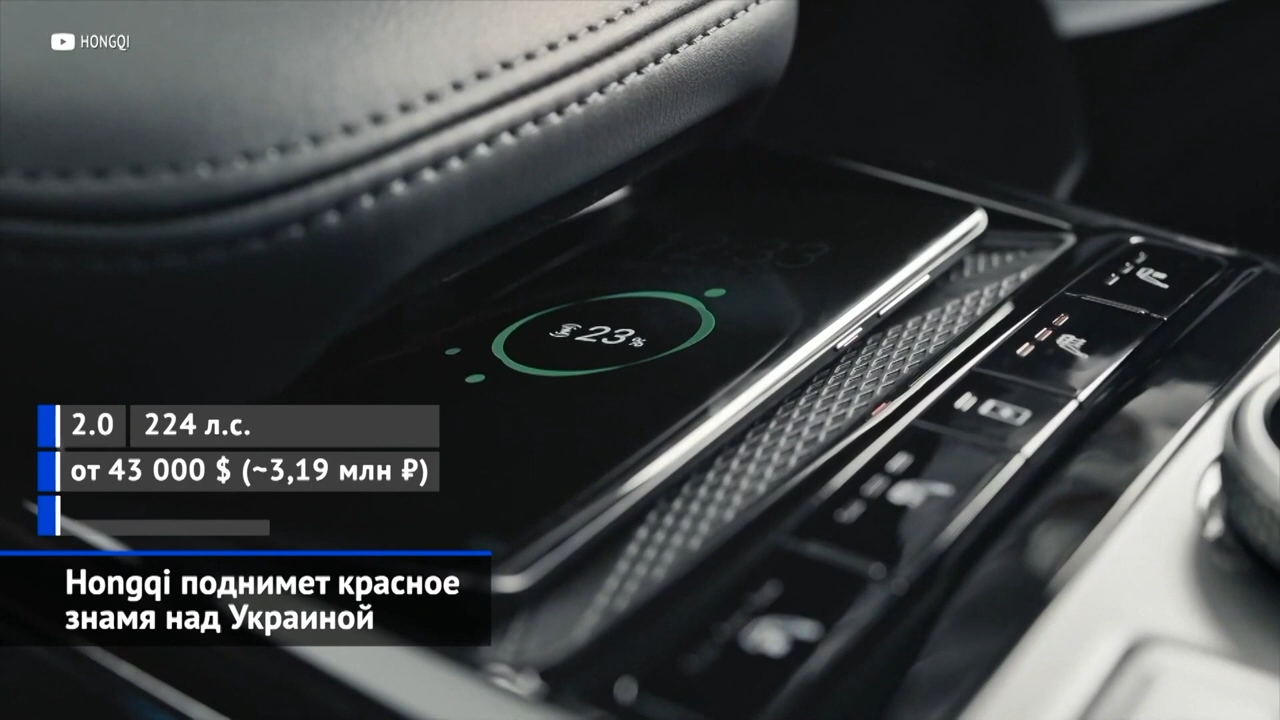 HONGQI
23%
2.0 224 л.с.
от 43 000 $ (~3,19 млн ₽)
Hongqi поднимет красное
знамя над Украиной